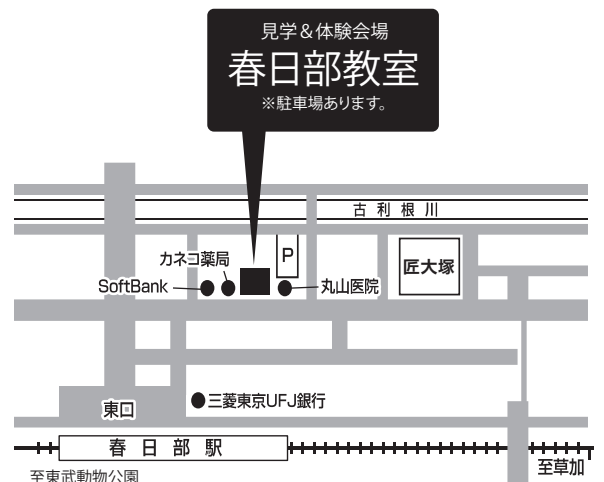 見学&体験会場
春日部教室
※駐車場あります。
古利根川
カネコ薬局
P
匠大塚
SoftBank
丸山医院
三菱東京UFJ銀行
東口
春日部駅
至草加
至東武動物公園